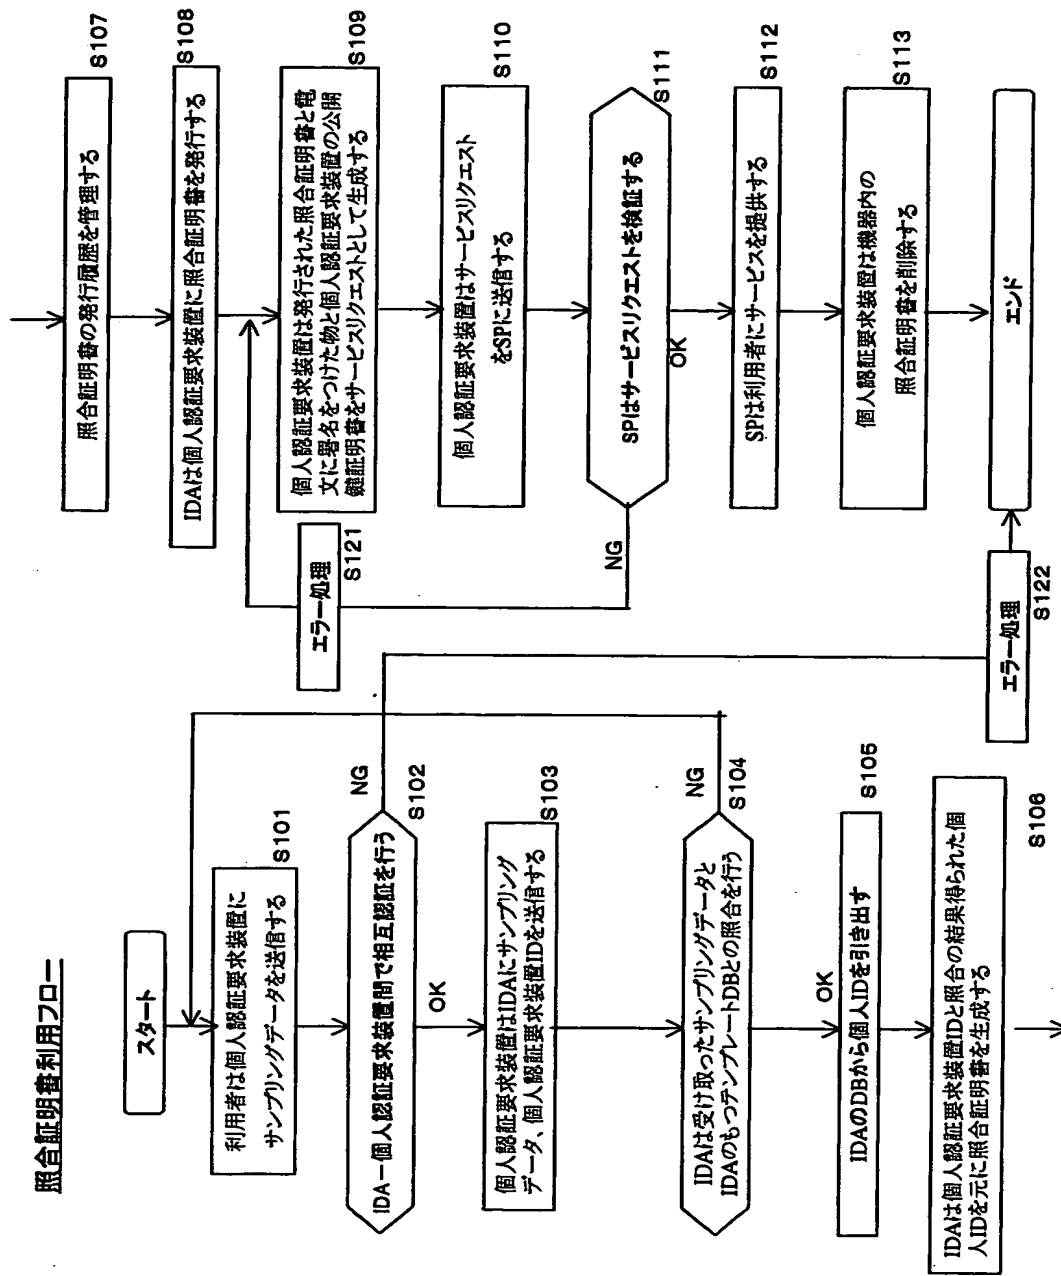 照合証明書利用フロー
スタート
利用者は個人認証要求装置に
サンプリングデータを送信する
S101
IDA－個人認証要求装置間で相互認証を行う
NG
S102
OK
個人認証要求装置はIDAにサンプリング
データ、個人認証要求装置IDを送信する
S103
IDAは受け取ったサンプリングデータと
IDAのもつテンプレートDBとの照合を行う
NG
S104
OK
IDAのDBから個人IDを引き出す
S105
IDAは個人認証要求装置IDと照合の結果得られた個
人IDを元に照合証明書を生成する
S106
照合証明書の発行履歴を管理する
S107
IDAは個人認証要求装置に照合証明書を発行する
S108
個人認証要求装置は発行された照合証明書と電
文に署名をつけた物と個人認証要求装置の公開
鍵証明書をサービスリクエストとして生成する
S109
エラー処理
S121
個人認証要求装置はサービスリクエスト
をSPに送信する
S110
SPはサービスリクエストを検証する
S111
NG
OK
SPは利用者にサービスを提供する
S112
個人認証要求装置は機器内の
照合証明書を削除する
S113
エラー処理
S122
エンド